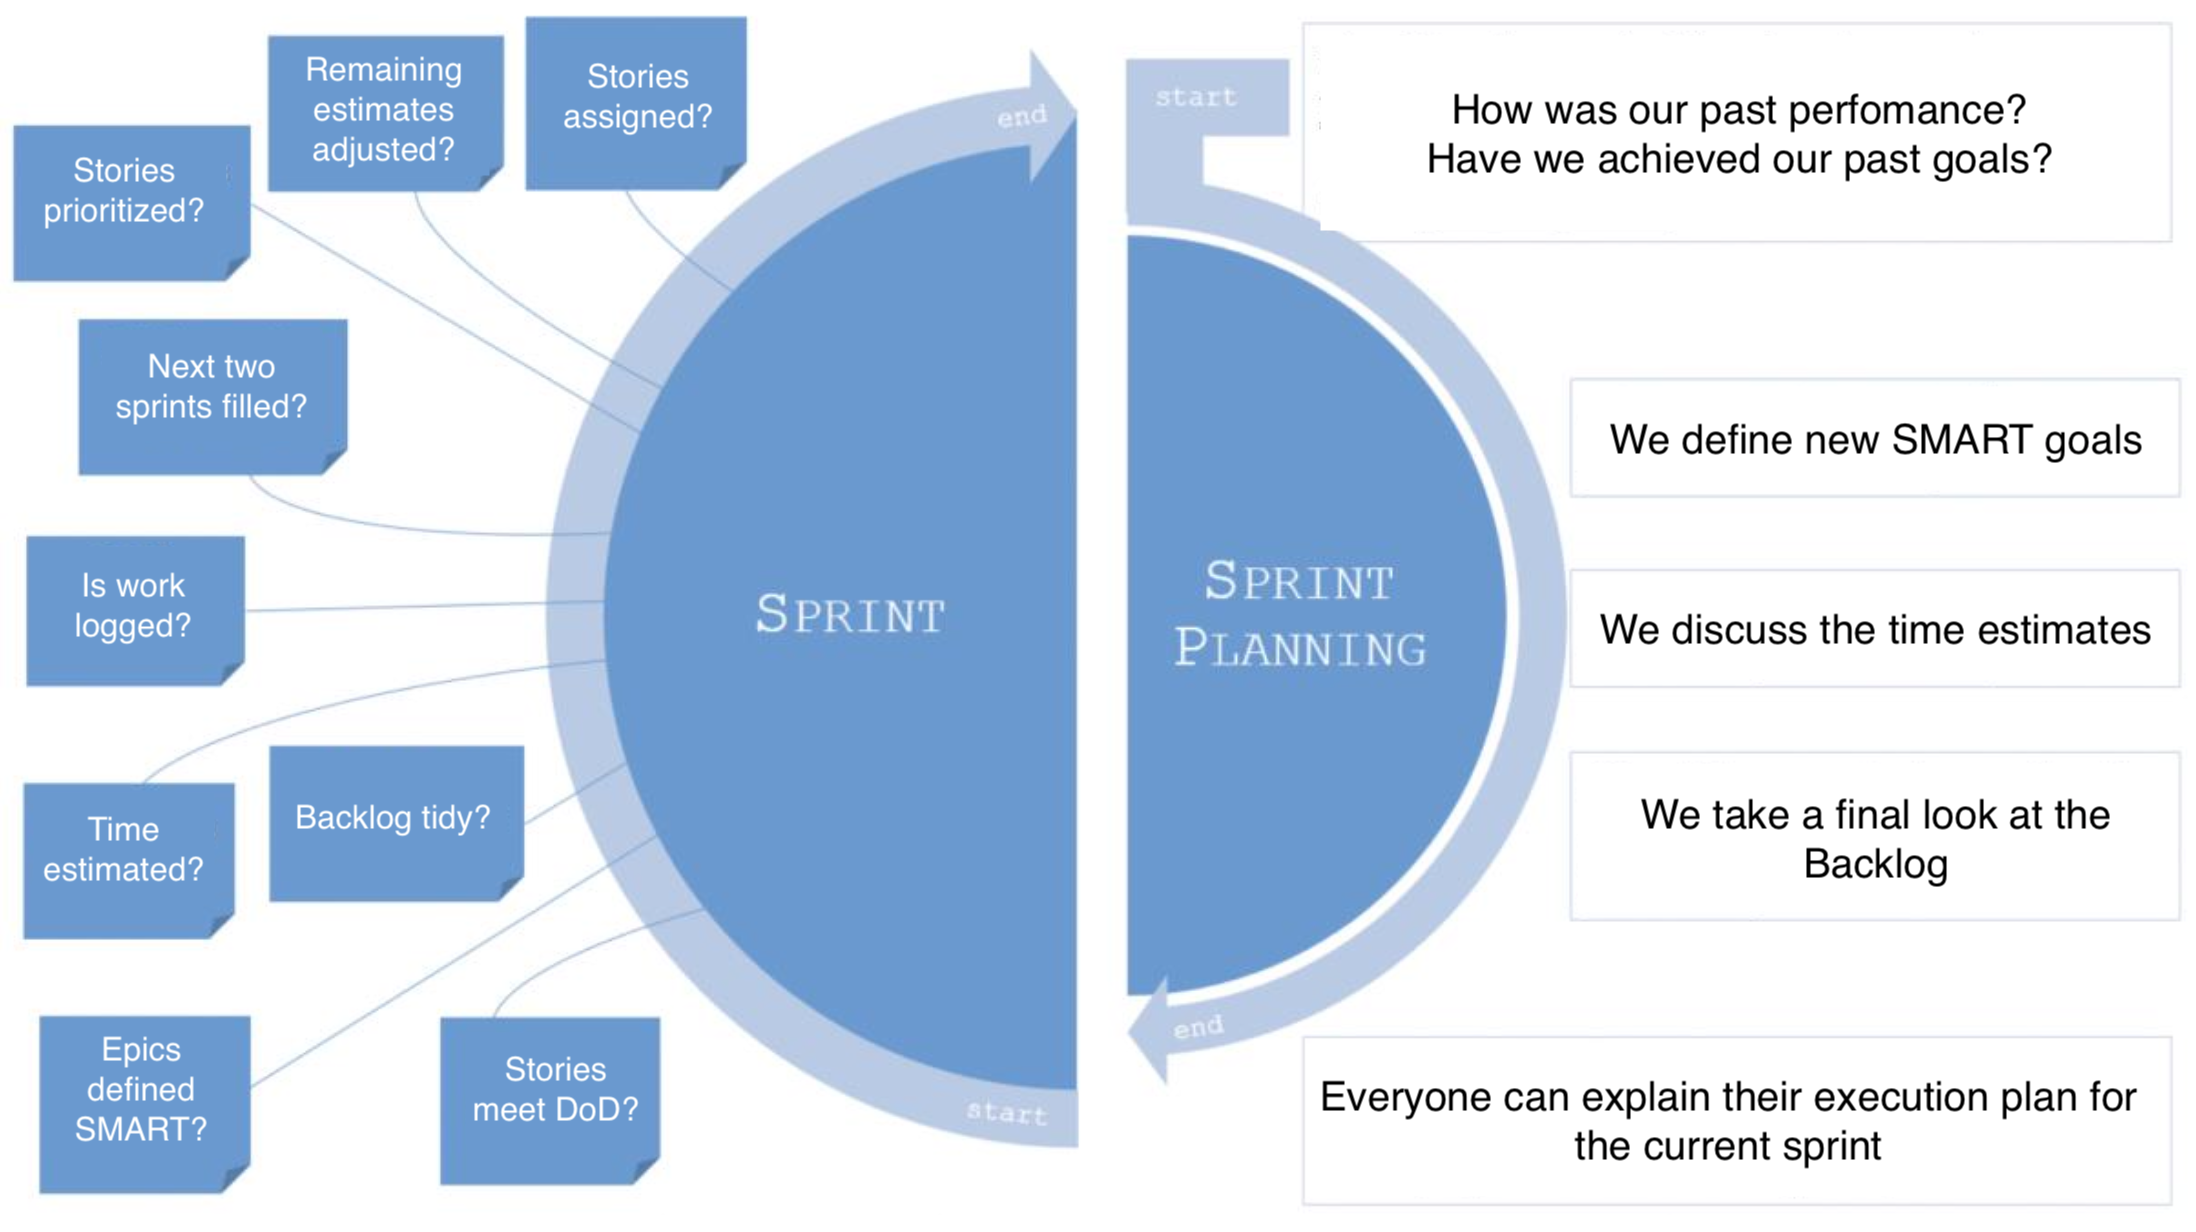 Stories
assigned?
Remaining
estimates
adjusted?
Stories
prioritized?
Next two
sprints filled?
Is work
logged?
Time
estimated?
Backlog tidy?
Epics
defined
SMART?
Stories
meet DoD?
end
SPRINT
start
start
SPRINT
PLANNING
end
How was our past perfomance?
Have we achieved our past goals?
We define new SMART goals
We discuss the time estimates
We take a final look at the
Backlog
Everyone can explain their execution plan for
the current sprint